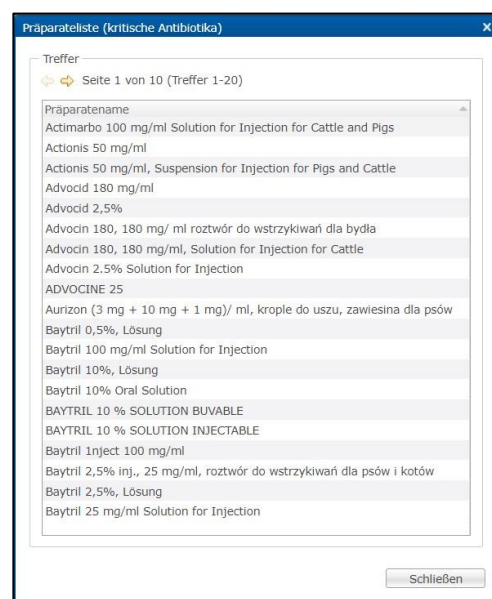 Präparateliste (kritische Antibiotika) x
Treffer
Seite 1 von 10 (Treffer 1-20)
Präparatename
Actimarbo 100 mg/ml Solution for Injection for Cattle and Pigs
Actionis 50 mg/ml
Actionis 50 mg/ml, Suspension for Injection for Pigs and Cattle
Advocid 180 mg/ml
Advocid 2,5%
Advocin 180, 180 mg/ ml roztwór do wstrzykiwań dla bydła
Advocin 180, 180 mg/ml, Solution for Injection for Cattle
Advocin 2.5% Solution for Injection
ADVOCINE 25
Aurizon (3 mg + 10 mg + 1 mg)/ ml, krople do uszu, zawiesina dla psów
Baytril 0,5%, Lösung
Baytril 100 mg/ml Solution for Injection
Baytril 10%, Lösung
Baytril 10% Oral Solution
BAYTRIL 10 % SOLUTION BUVABLE
BAYTRIL 10 % SOLUTION INJECTABLE
Baytril 1nject 100 mg/ml
Baytril 2,5% inj., 25 mg/ml, roztwór do wstrzykiwań dla psów i kotów
Baytril 2,5%, Lösung
Baytril 25 mg/ml Solution for Injection
Schließen